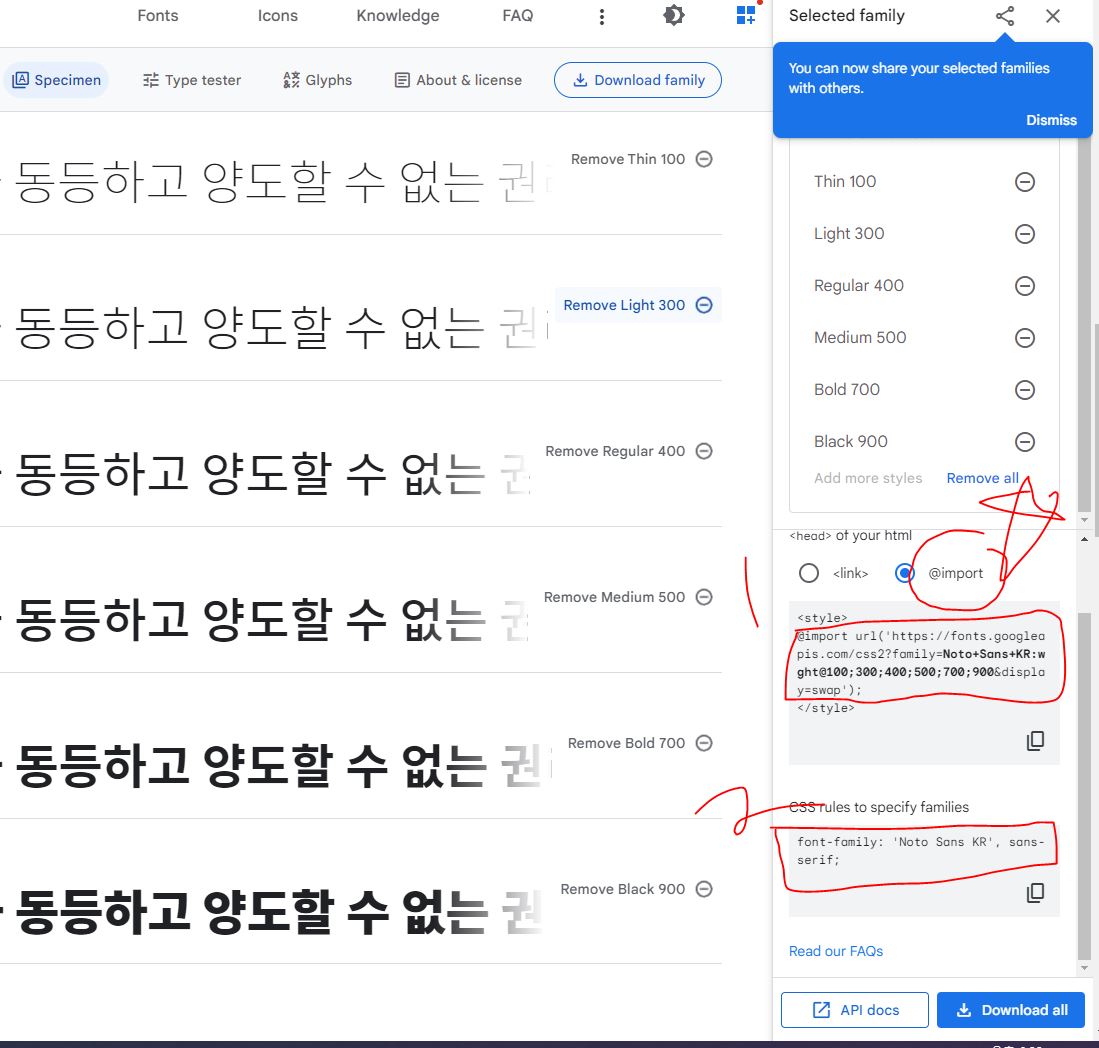 Fonts
Icons
Knowledge
FAQ
Specimen
Type tester
Glyphs
About & license
Download family
동등하고 양도할 수 없는 권
Remove Thin 100
동등하고 양도할 수 없는 권
Remove Light 300
동등하고 양도할 수 없는 권
Remove Regular 400
동등하고 양도할 수 없는 권
Remove Medium 500
동등하고 양도할 수 없는 권
Remove Bold 700
동등하고 양도할 수 없는 권
Remove Black 900
Selected family
You can now share your selected families
with others.
Dismiss
Thin 100
Light 300
Regular 400
Medium 500
Bold 700
Black 900
Add more styles
Remove all
<head> of your html
<link>
@import
<style>
@import url('https://fonts.googlea
pis.com/css2?family=Noto+Sans+KR:w
ght@100;300;400;500;700;900&displa
y=swap');
</style>
1
2
CSS rules to specify families
font-family: 'Noto Sans KR', sans-
serif;
Read our FAQs
API docs
Download all